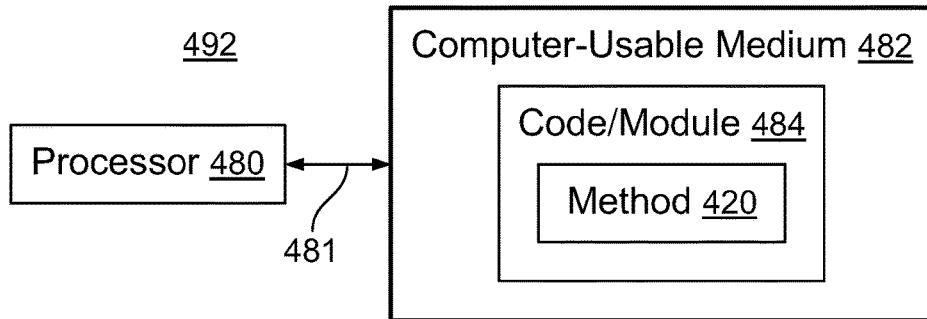 492
Computer-Usable Medium 482
Code/Module 484
Processor 480
Method 420
481